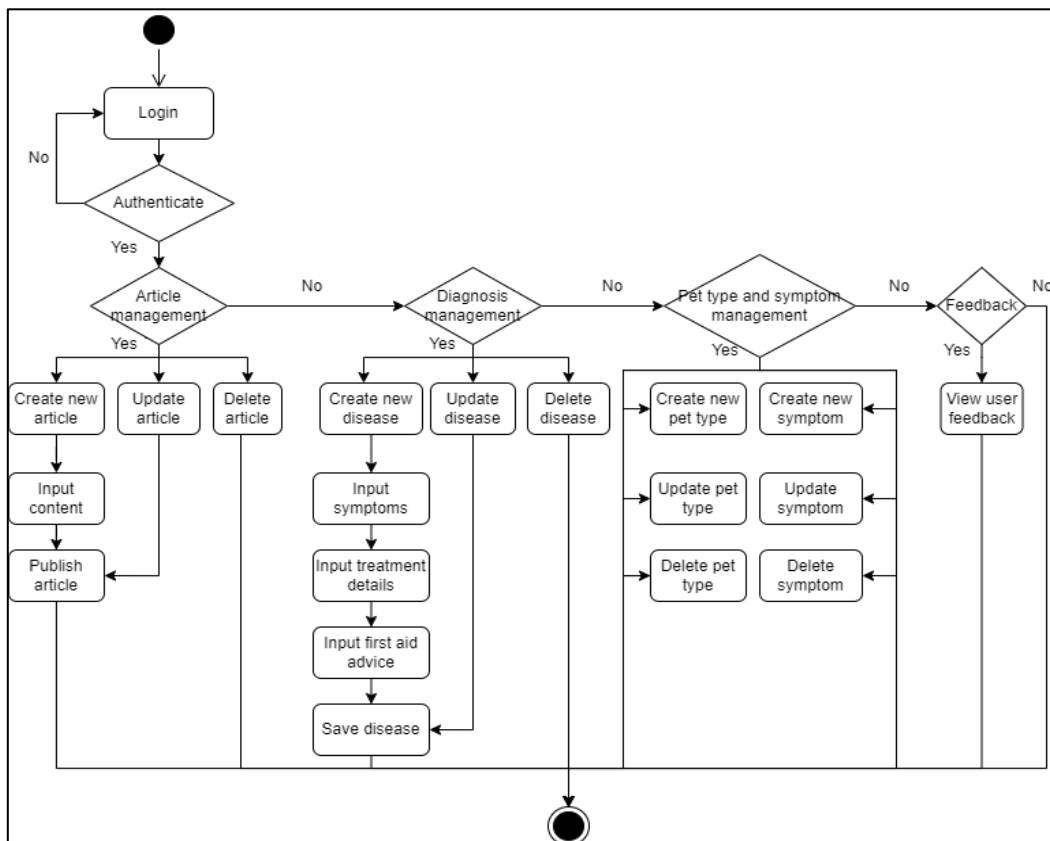 Login
No
Authenticate
Yes
Article
management
No
Diagnosis
management
No
Pet type and symptom
management
No
Feedback
No
Yes
Yes
Yes
Yes
Create new
article
Update
article
Delete
article
Create new
disease
Update
disease
Delete
disease
Create new
pet type
Create new
symptom
View user
feedback
Input
content
Input
symptoms
Update pet
type
Update
symptom
Publish
article
Input treatment
details
Delete pet
type
Delete
symptom
Input first aid
advice
Save disease